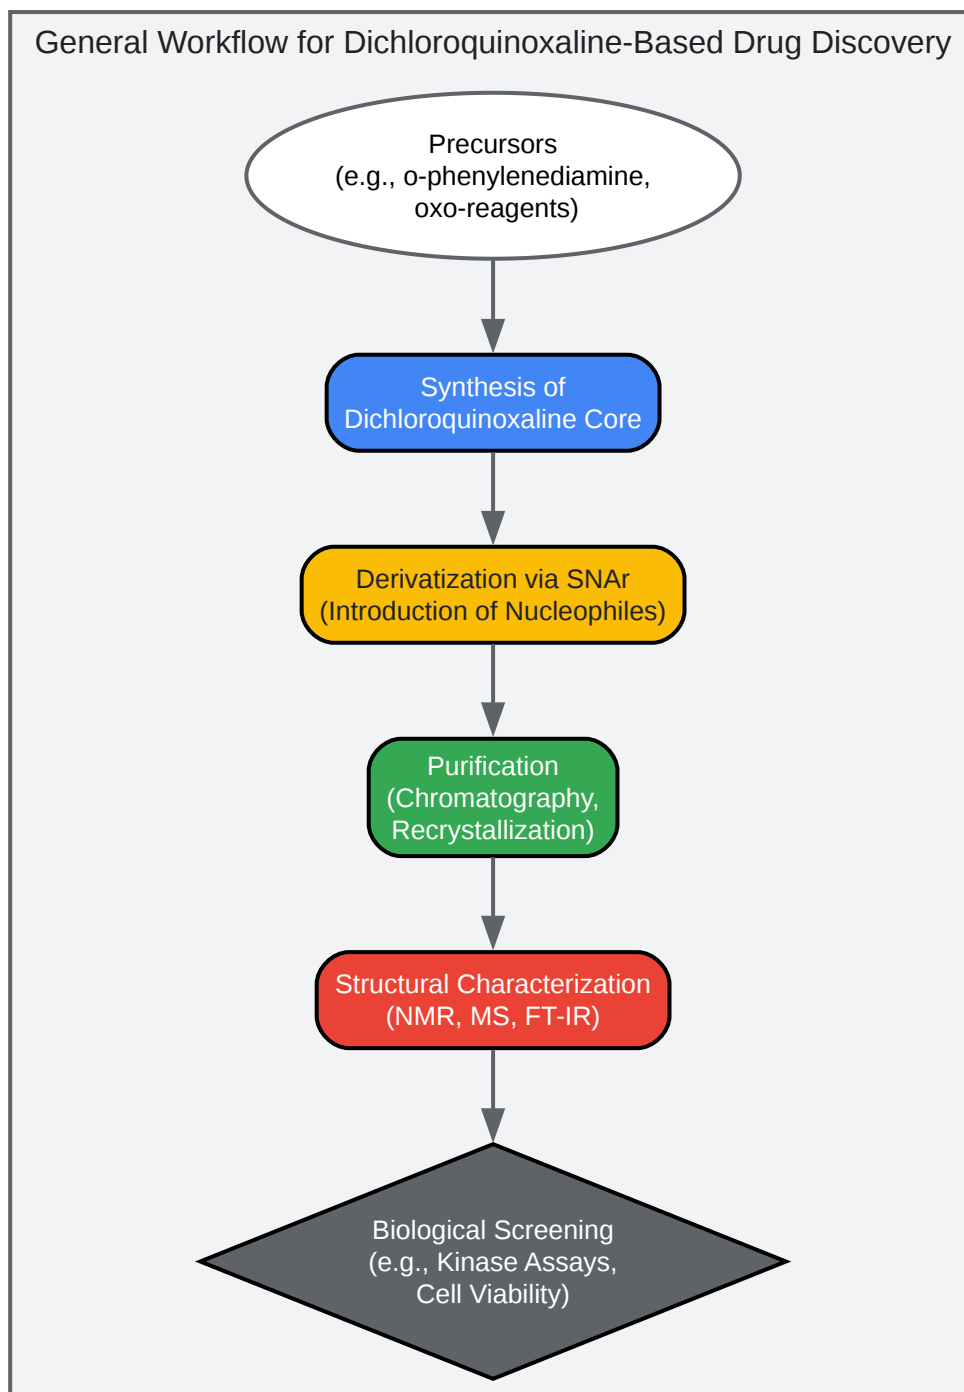 General Workflow for Dichloroquinoxaline-Based Drug Discovery
Precursors
(e.g., o-phenylenediamine,
oxo-reagents)
Synthesis of
Dichloroquinoxaline Core
Derivatization via SNAr
(Introduction of Nucleophiles)
Purification
(Chromatography,
Recrystallization)
Structural Characterization
(NMR, MS, FT-IR)
Biological Screening
(e.g., Kinase Assays,
Cell Viability)